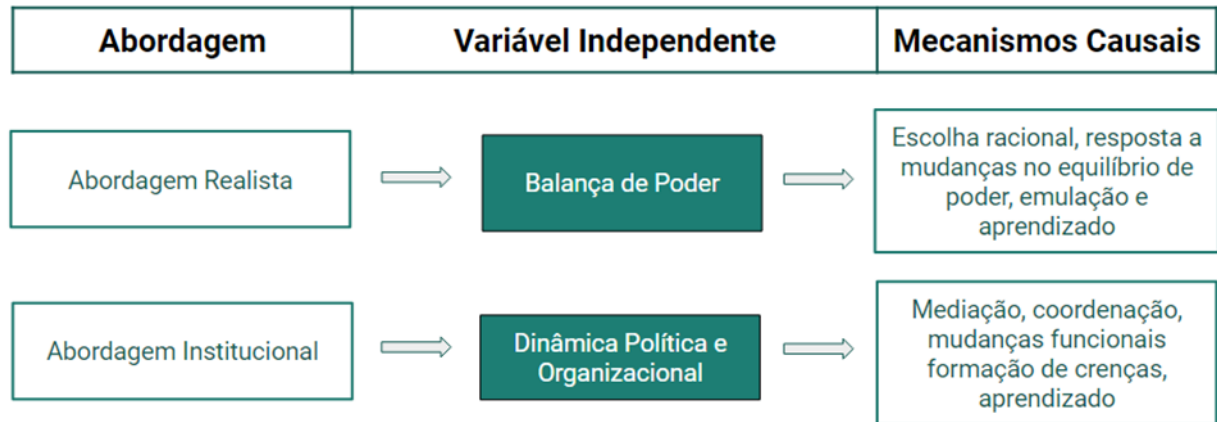 Abordagem
Variável Independente
Mecanismos Causais
Abordagem Realista
Balança de Poder
Escolha racional, resposta a
mudanças no equilíbrio de
poder, emulação e
aprendizado
Abordagem Institucional
Dinâmica Política e
Organizacional
Mediação, coordenação,
mudanças funcionais
formação de crenças,
aprendizado